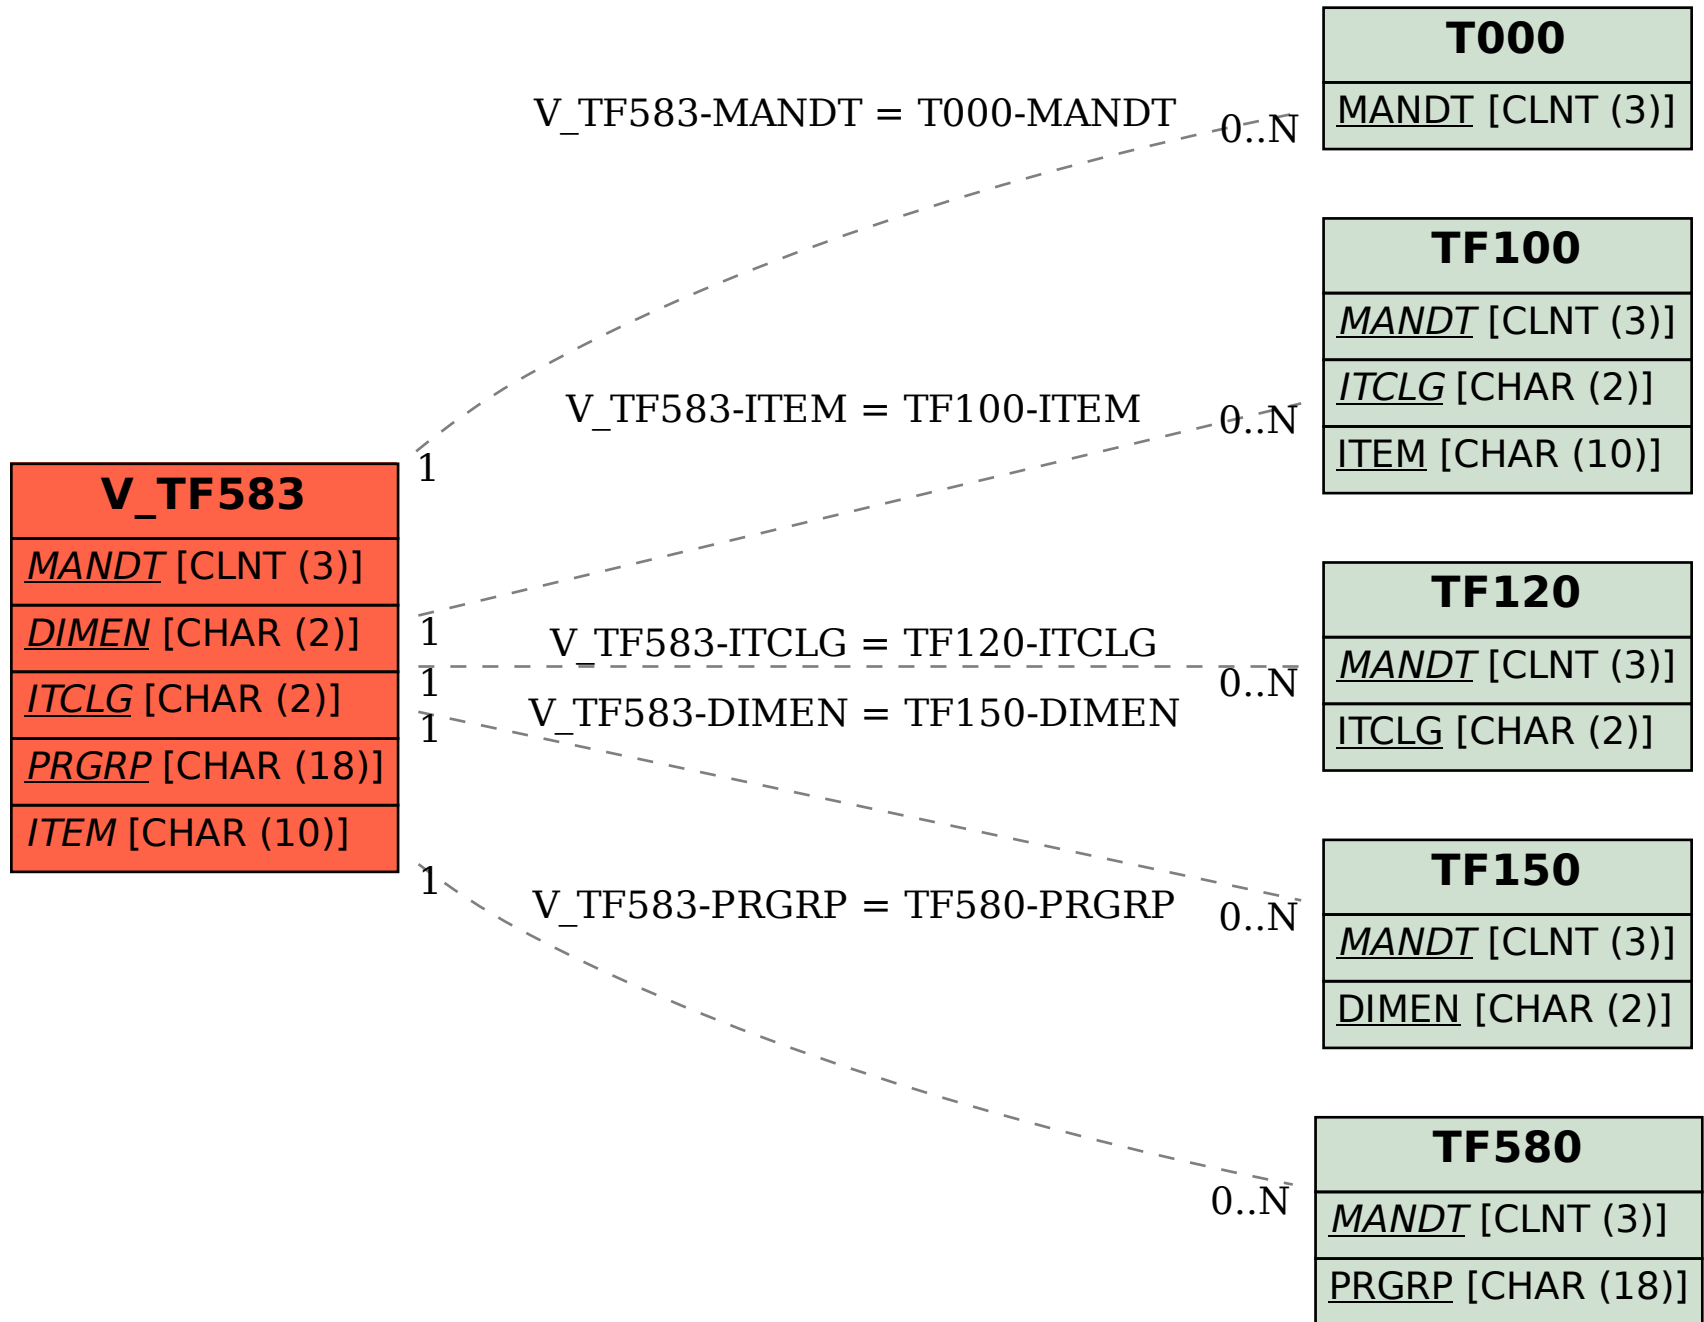 V_TF583
MANDT [CLNT (3)]
DIMEN [CHAR (2)]
ITCLG [CHAR (2)]
PRGRP [CHAR (18)]
ITEM [CHAR (10)]
V_TF583-MANDT = T000-MANDT
0..N
1
V_TF583-ITEM = TF100-ITEM
0..N
1
V_TF583-ITCLG = TF120-ITCLG
0..N
1
V_TF583-DIMEN = TF150-DIMEN
0..N
1
V_TF583-PRGRP = TF580-PRGRP
0..N
1
T000
MANDT [CLNT (3)]
TF100
MANDT [CLNT (3)]
ITCLG [CHAR (2)]
ITEM [CHAR (10)]
TF120
MANDT [CLNT (3)]
ITCLG [CHAR (2)]
TF150
MANDT [CLNT (3)]
DIMEN [CHAR (2)]
TF580
MANDT [CLNT (3)]
PRGRP [CHAR (18)]